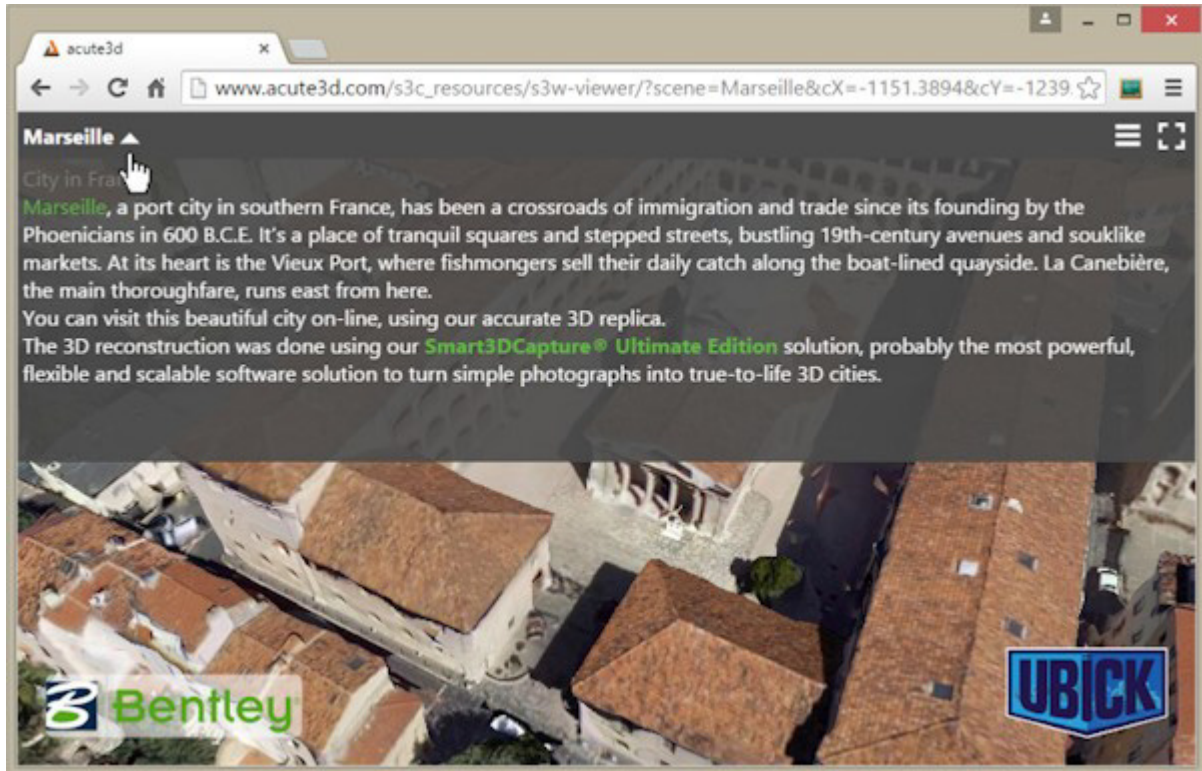 acute3d
www.acute3d.com/s3c_resources/s3w-viewer/?scene=Marseille&cX=-1151.3894&cY=-1239
Marseille
City in
Marseille, a port city in southern France, has been a crossroads of immigration and trade since its founding by the
Phoenicians in 600 B.C.E. It's a place of tranquil squares and stepped streets, bustling 19th-century avenues and souklike
markets. At its heart is the Vieux Port, where fishmongers sell their daily catch along the boat-lined quayside. La Canebière,
the main thoroughfare, runs east from here.
You can visit this beautiful city on-line, using our accurate 3D replica.
The 3D reconstruction was done using our Smart3DCapture® Ultimate Edition solution, probably the most powerful,
flexible and scalable software solution to turn simple photographs into true-to-life 3D cities.
B Bentley
UBICK